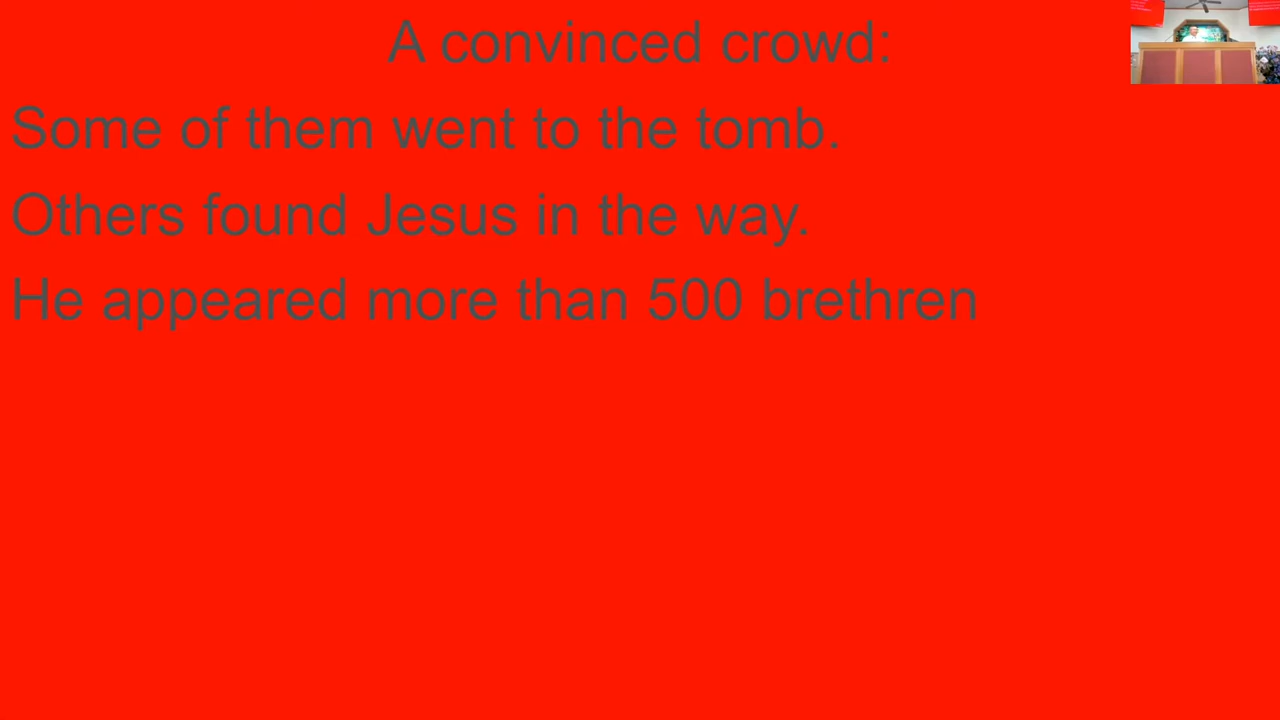 A convinced crowd:
Some of them went to the tomb.
Others found Jesus in the way.
He appeared more than 500 brethren